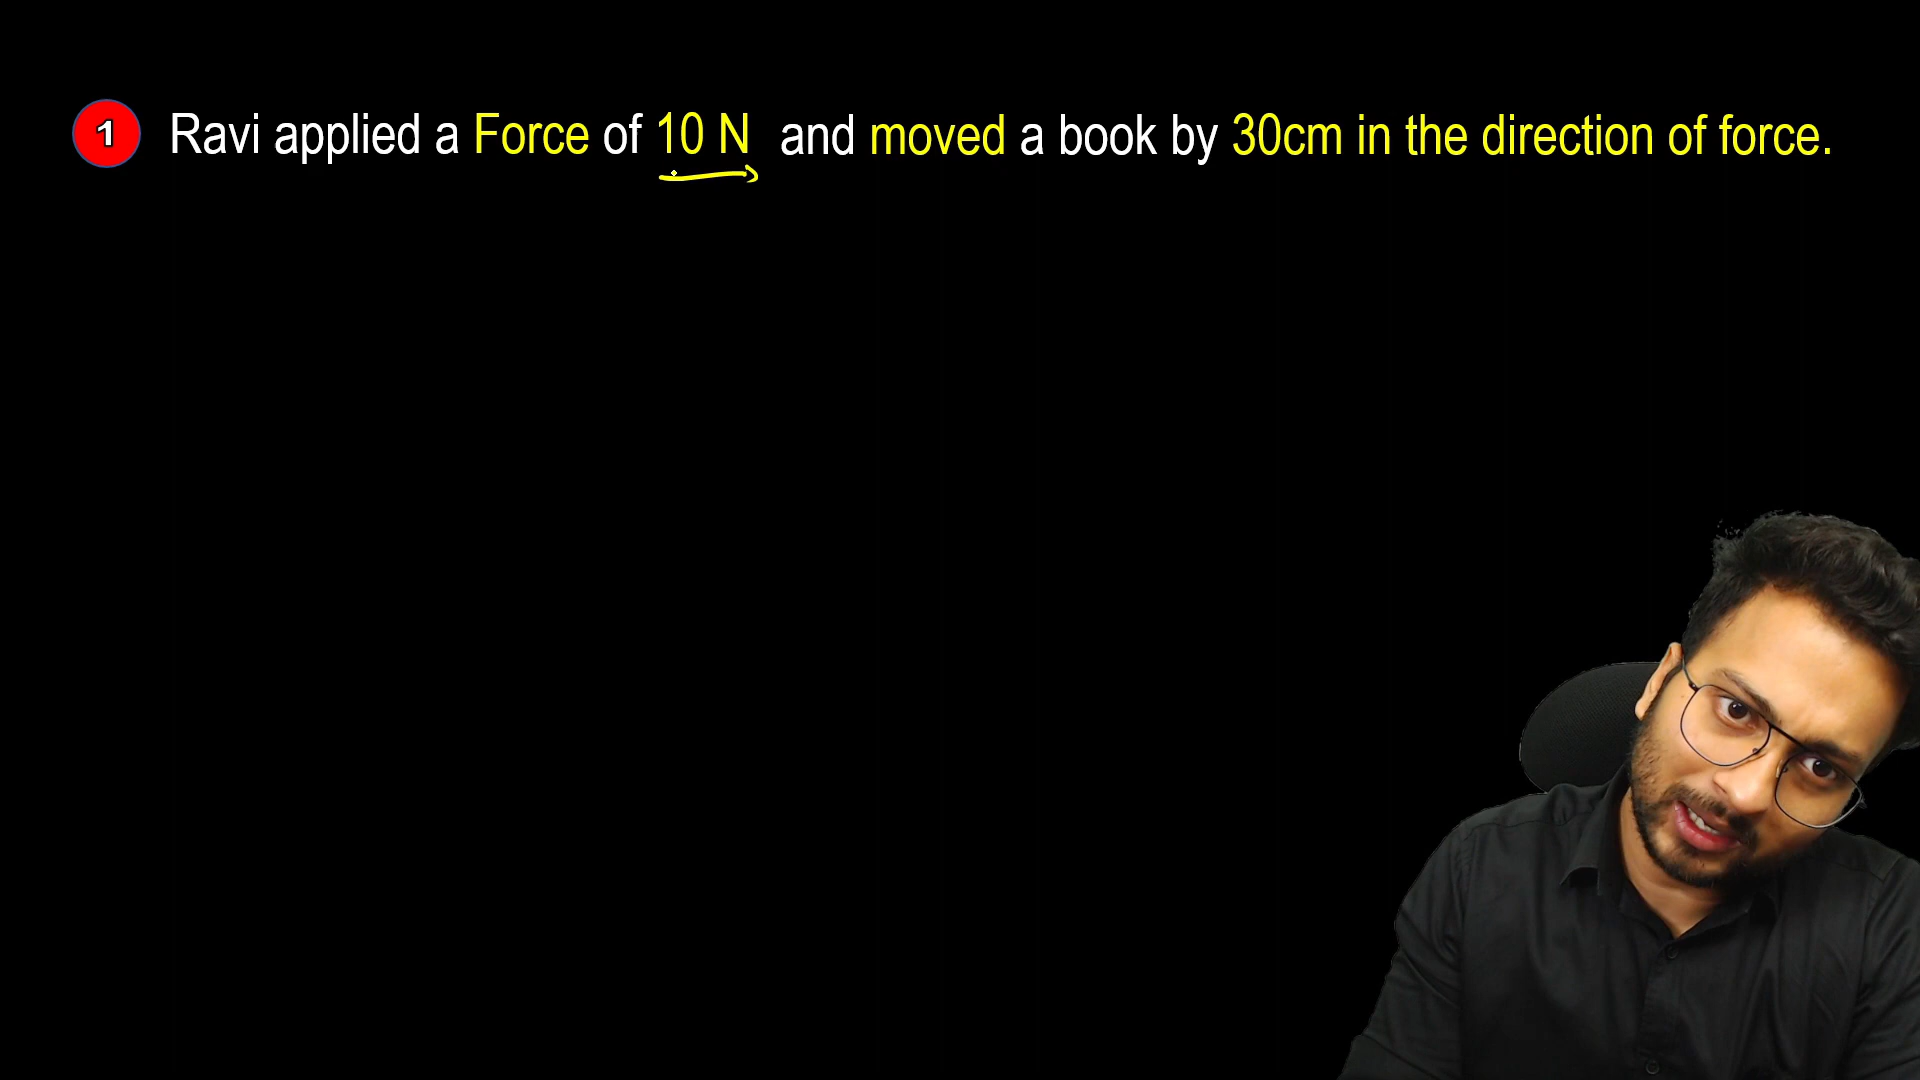 1 Ravi applied a Force of 10 N and moved a book by 30cm in the direction of force.